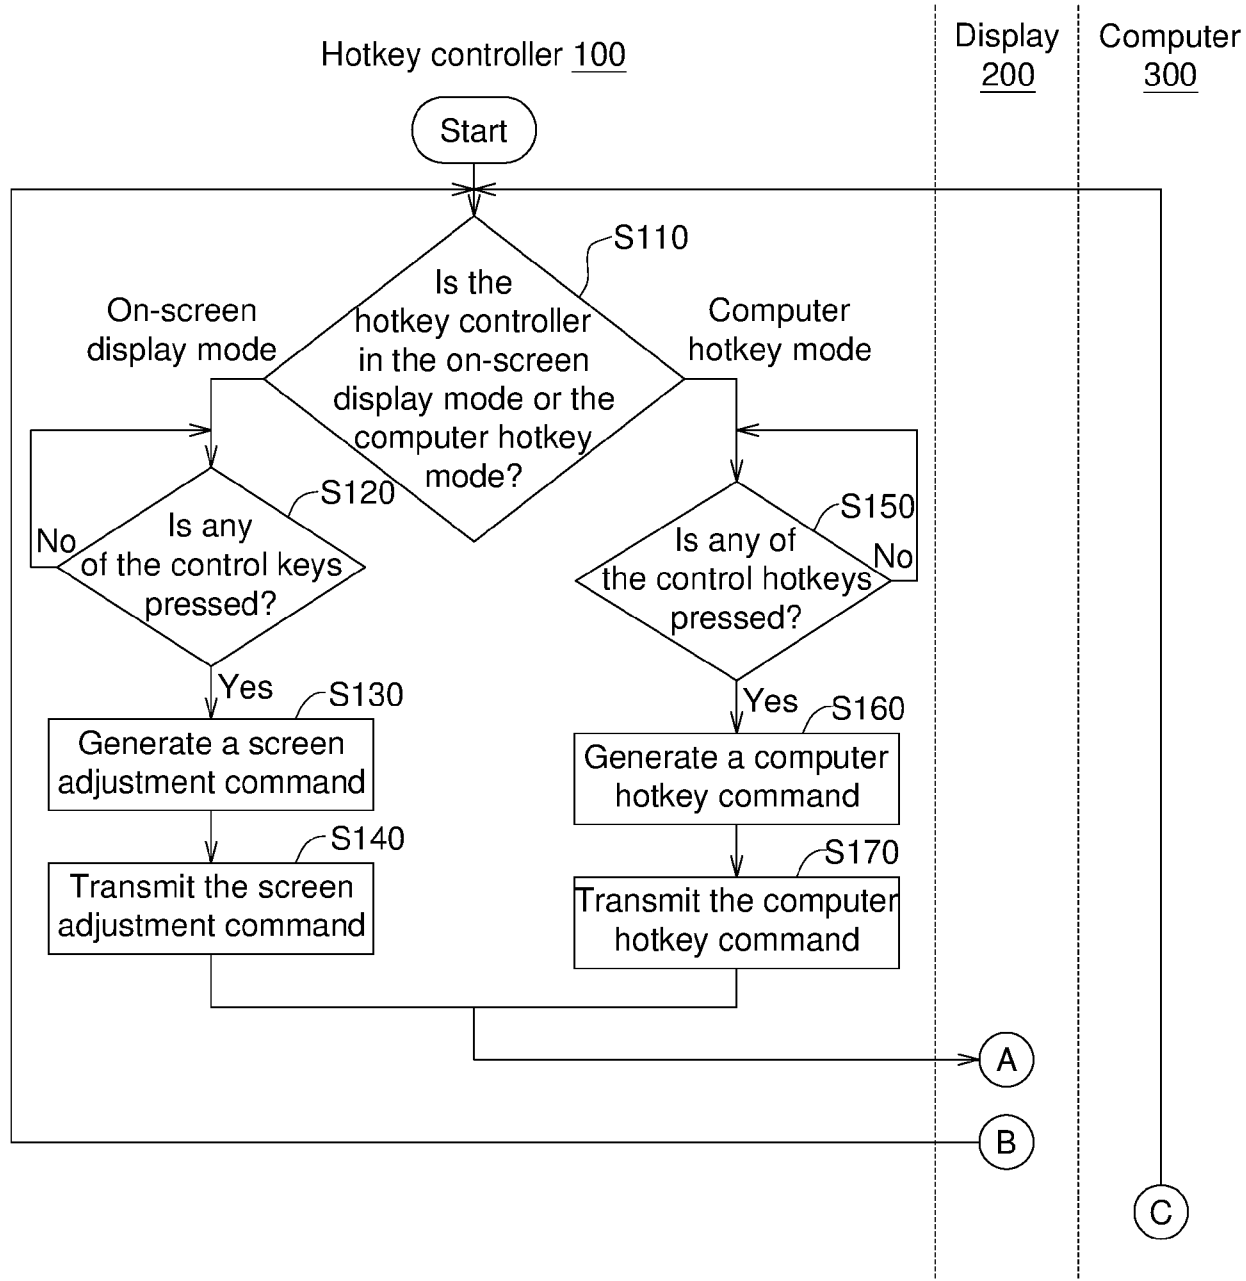 Hotkey controller 100
Display
200
Computer
300
Start
S110
Is the
hotkey controller
in the on-screen
display mode or the
computer hotkey
mode?
On-screen
display mode
Computer
hotkey mode
S120
Is any
of the control keys
pressed?
No
Yes
S130
Generate a screen
adjustment command
S140
Transmit the screen
adjustment command
S150
Is any of
the control hotkeys
pressed?
No
Yes
S160
Generate a computer
hotkey command
S170
Transmit the computer
hotkey command
A
B
C